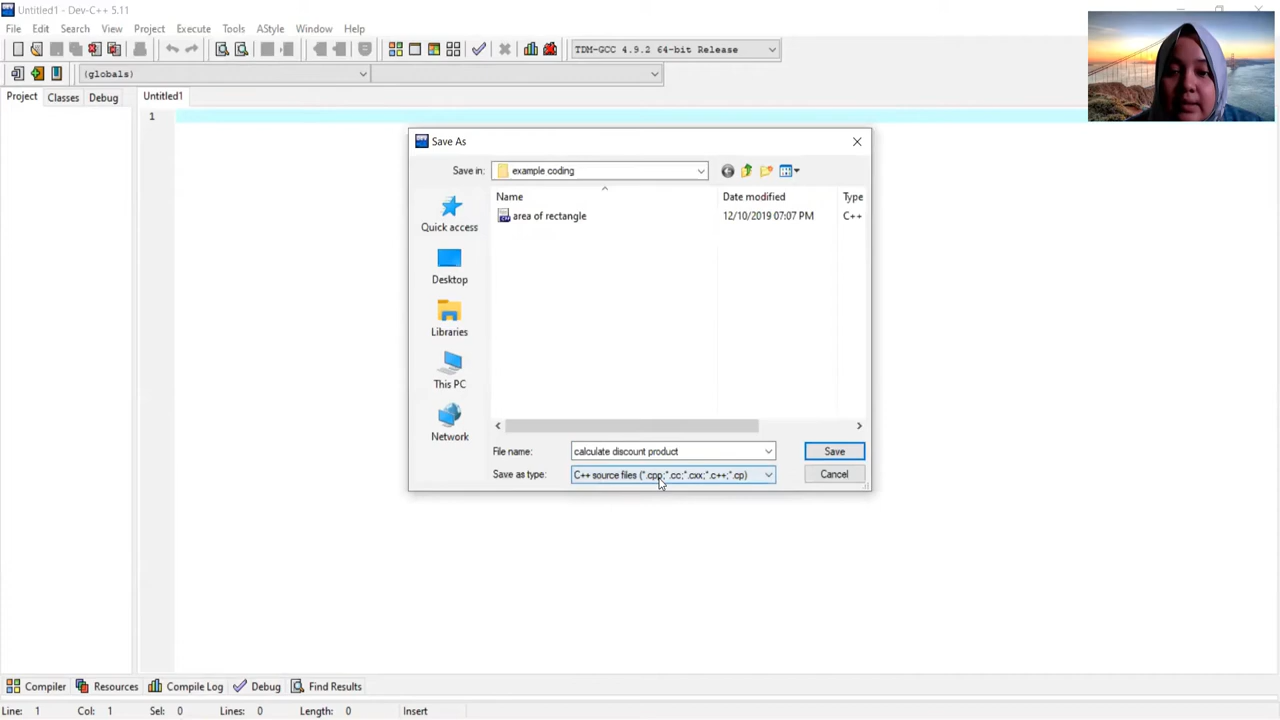 Untitled1 - Dev-C++ 5.11
File Edit Search View Project Execute Tools AStyle Window Help
TDM-GCC 4.9.2 64-bit Release
(globals)
Project Classes Debug Untitled1
1
Save As
Save in: example coding
Name Date modified Type
area of rectangle 12/10/2019 07:07 PM C++
Quick access
Desktop
Libraries
This PC
Network
File name: calculate discount product Save
Save as type: C++ source files (*.cpp;*.cc;*.cxx;*.c++;*.cp) Cancel
Compiler Resources Compile Log Debug Find Results
Line: 1 Col: 1 Sel: 0 Lines: 0 Length: 0 Insert